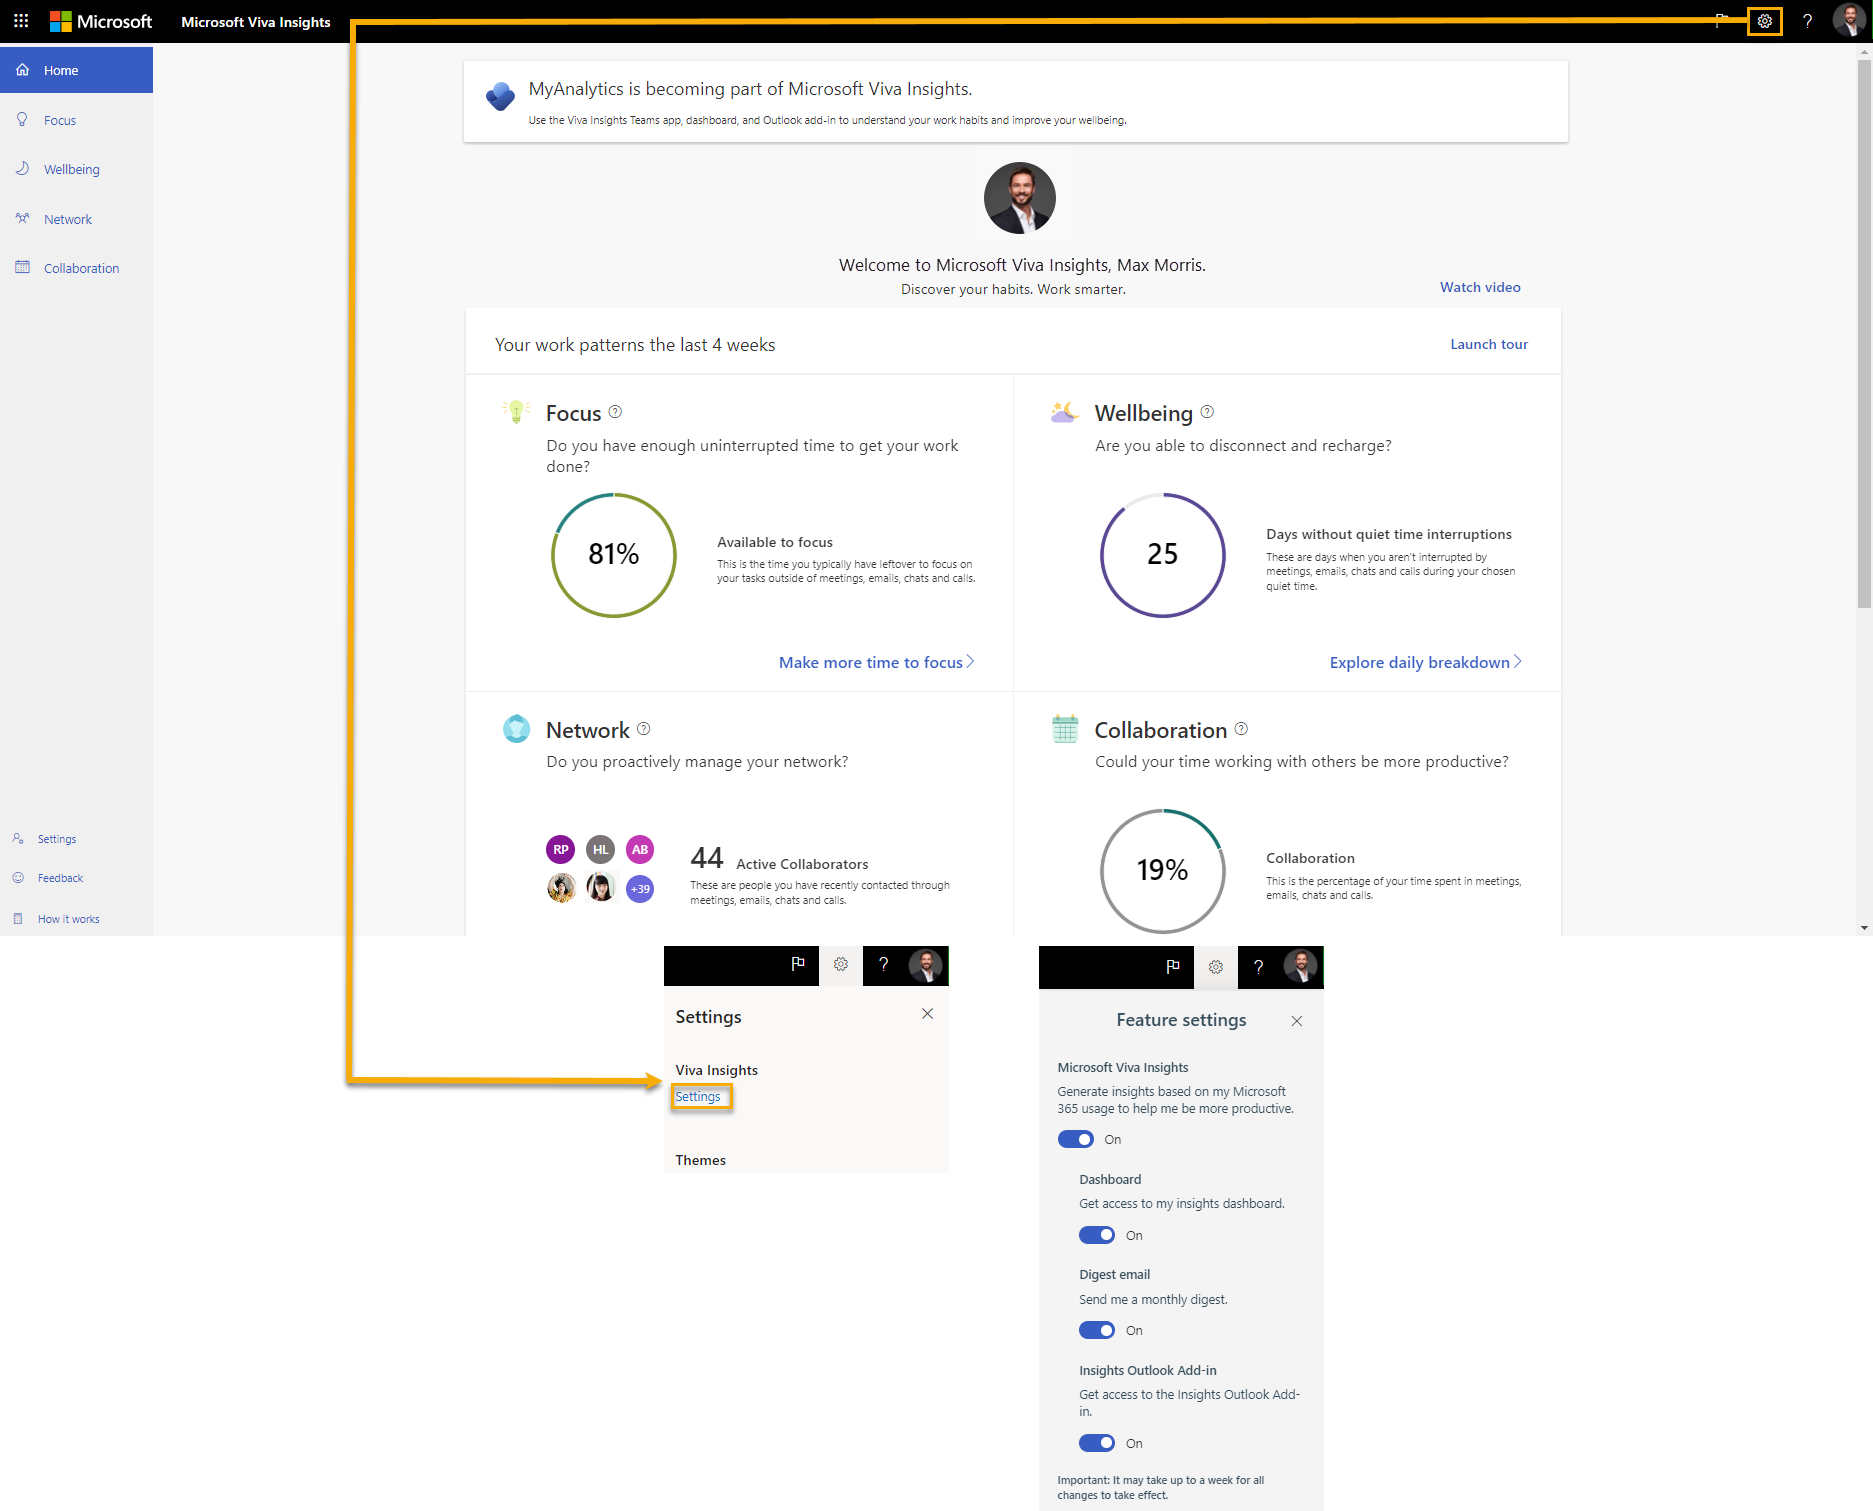 Microsoft
Microsoft Viva Insights
?
Home
Focus
Wellbeing
Network
Collaboration
Settings
Feedback
How it works
MyAnalytics is becoming part of Microsoft Viva Insights.
Use the Viva Insights Teams app, dashboard, and Outlook add-in to understand your work habits and improve your wellbeing.
Welcome to Microsoft Viva Insights, Max Morris.
Discover your habits. Work smarter.
Watch video
Your work patterns the last 4 weeks
Launch tour
Focus ?
Do you have enough uninterrupted time to get your work
done?
81%
Available to focus
This is the time you typically have leftover to focus on
your tasks outside of meetings, emails, chats and calls.
Make more time to focus
Wellbeing ?
Are you able to disconnect and recharge?
25
Days without quiet time interruptions
These are days when you aren't interrupted by
meetings, emails, chats and calls during your chosen
quiet time.
Explore daily breakdown
Network ?
Do you proactively manage your network?
RP HL AB
+39
44 Active Collaborators
These are people you have recently contacted through
meetings, emails, chats and calls.
Collaboration ?
Could your time working with others be more productive?
19%
Collaboration
This is the percentage of your time spent in meetings,
emails, chats and calls.
?
Settings
Viva Insights
Settings
Themes
?
Feature settings
Microsoft Viva Insights
Generate insights based on my Microsoft
365 usage to help me be more productive.
On
Dashboard
Get access to my insights dashboard.
On
Digest email
Send me a monthly digest.
On
Insights Outlook Add-in
Get access to the Insights Outlook Add-
in.
On
Important: It may take up to a week for all
changes to take effect.